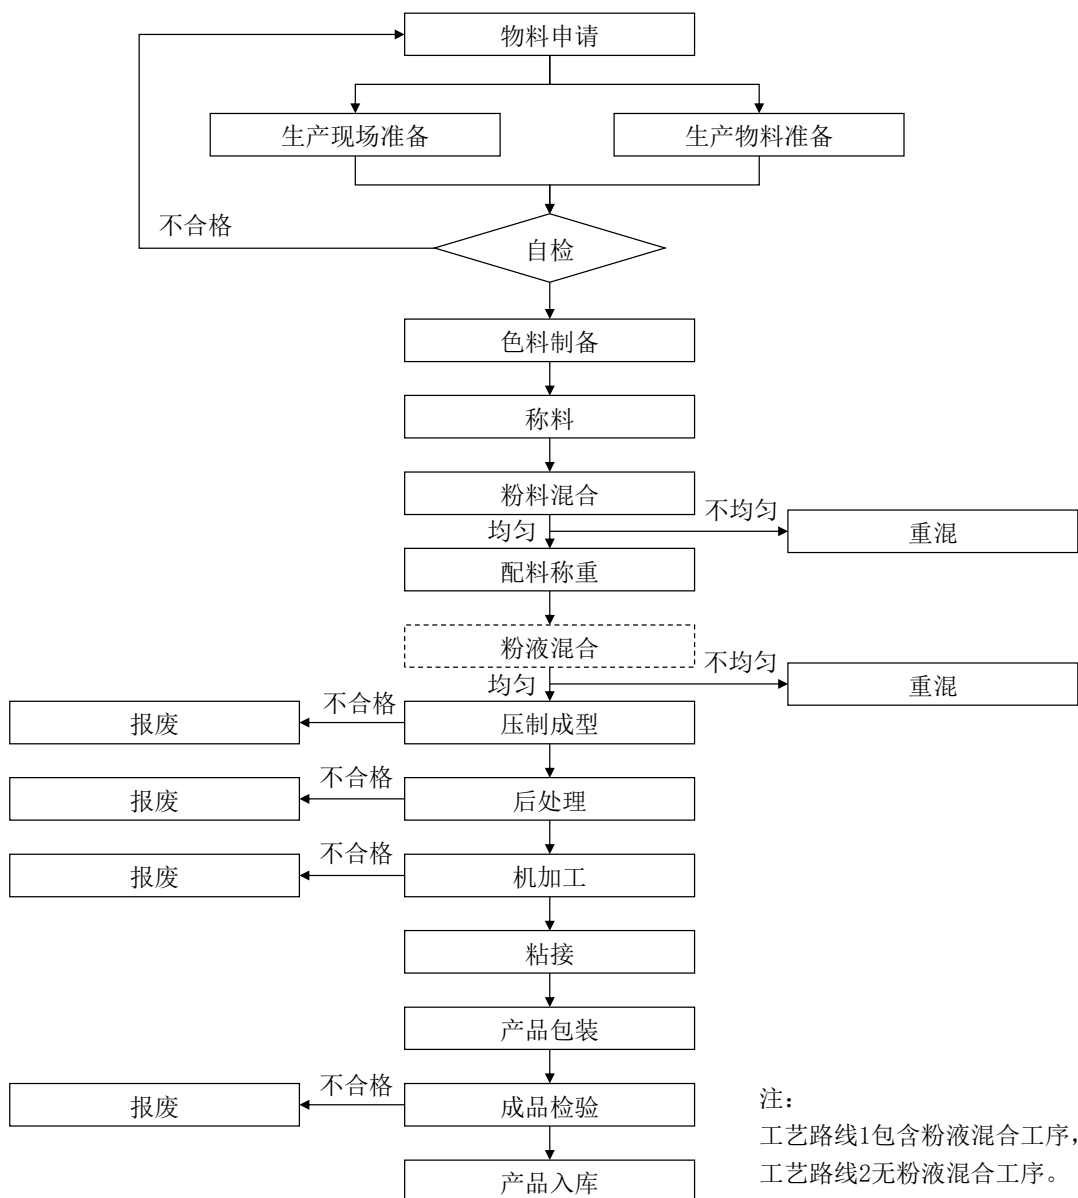 物料申请
生产现场准备
生产物料准备
不合格
自检
色料制备
称料
粉料混合
均匀
不均匀
重混
配料称重
粉液混合
均匀
不均匀
重混
报废
不合格
压制成型
报废
不合格
后处理
报废
不合格
机加工
粘接
产品包装
报废
不合格
成品检验
产品入库
注：
工艺路线1包含粉液混合工序，
工艺路线2无粉液混合工序。